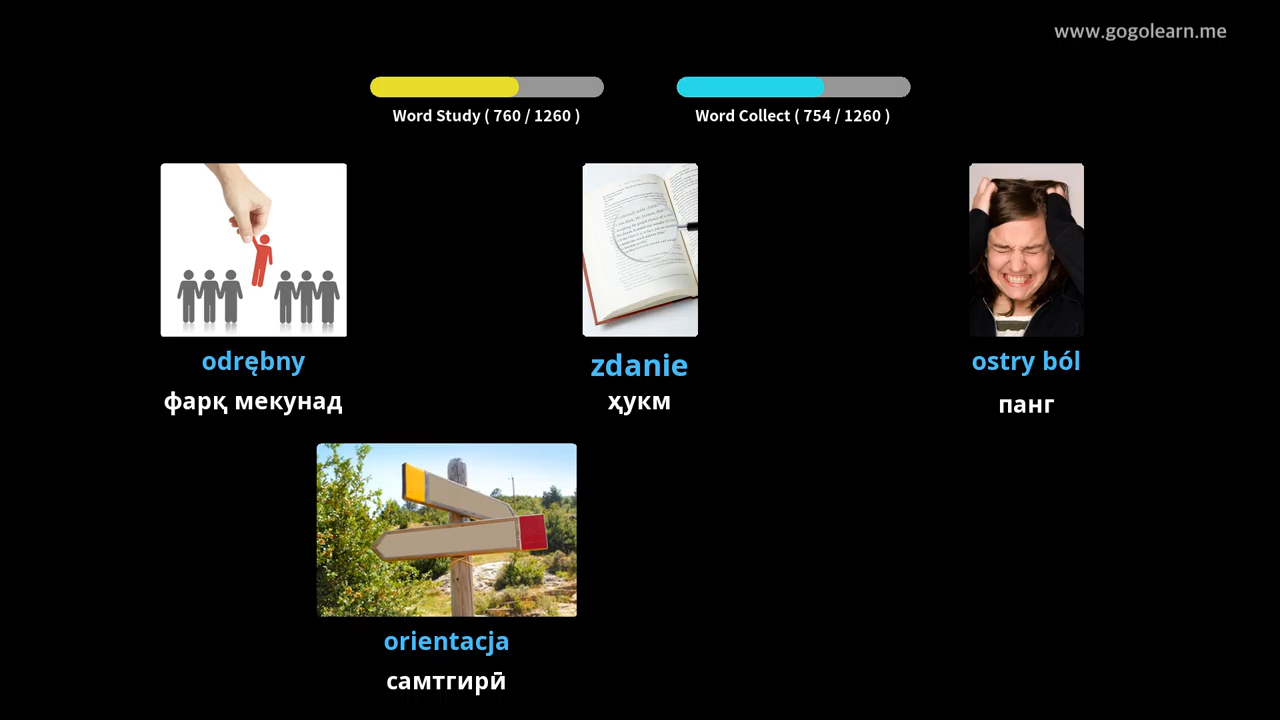 www.gogolearn.me
Word Study ( 760 / 1260 )
Word Collect ( 754 / 1260 )
odrębny
zdanie
ostry ból
фарқ мекунад
ҳукм
панг
orientacja
самтгирӣ